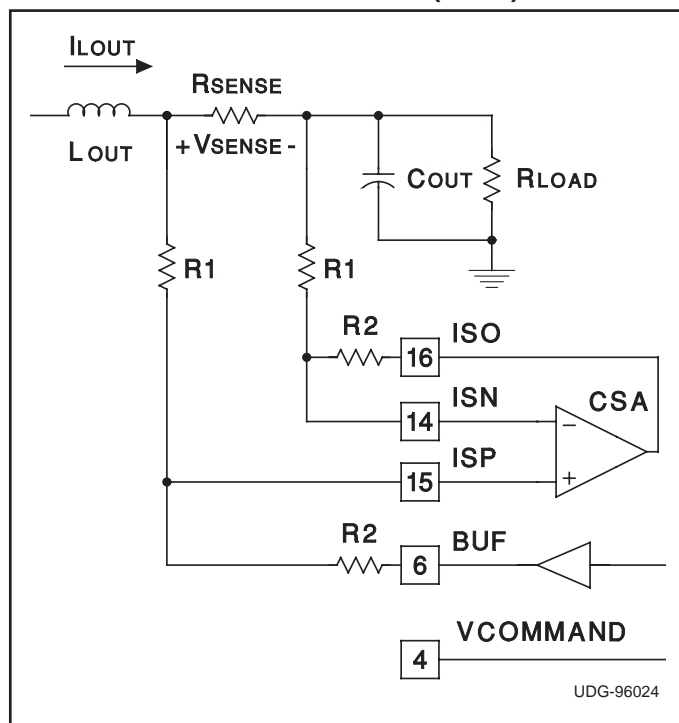 ILOUT
RSENSE
LOUT
+VSENSE-
COUT
RLOAD
R1
R1
R2
16
ISO
14
ISN
CSA
−
15
ISP
+
R2
6
BUF
4
VCOMMAND
UDG-96024